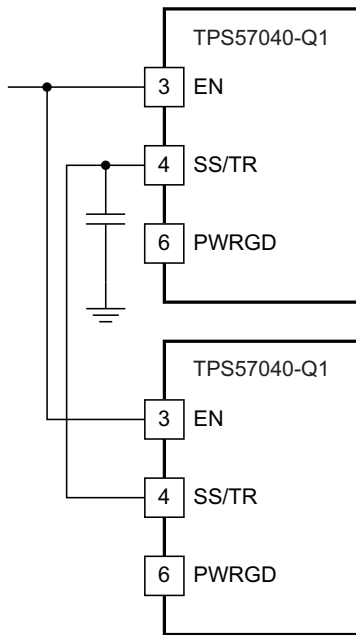 TPS57040-Q1
3 EN
4 SS/TR
6 PWRGD
TPS57040-Q1
3 EN
4 SS/TR
6 PWRGD